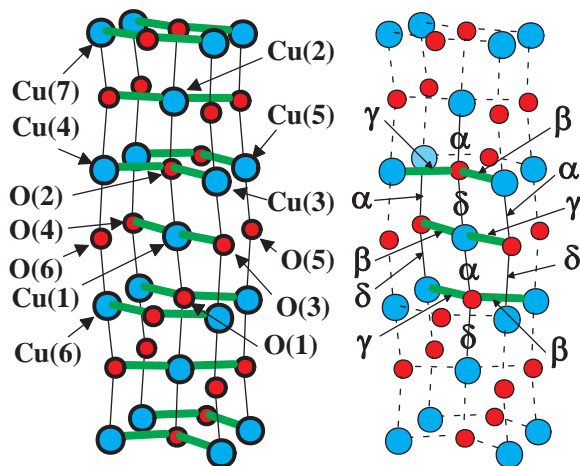 Cu(7)
Cu(2)
Cu(4)
Cu(5)
O(2)
Cu(3)
O(4)
O(6)
O(5)
Cu(1)
O(3)
Cu(6)
O(1)
γ α β
α δ α
β γ
δ α δ
γ δ β